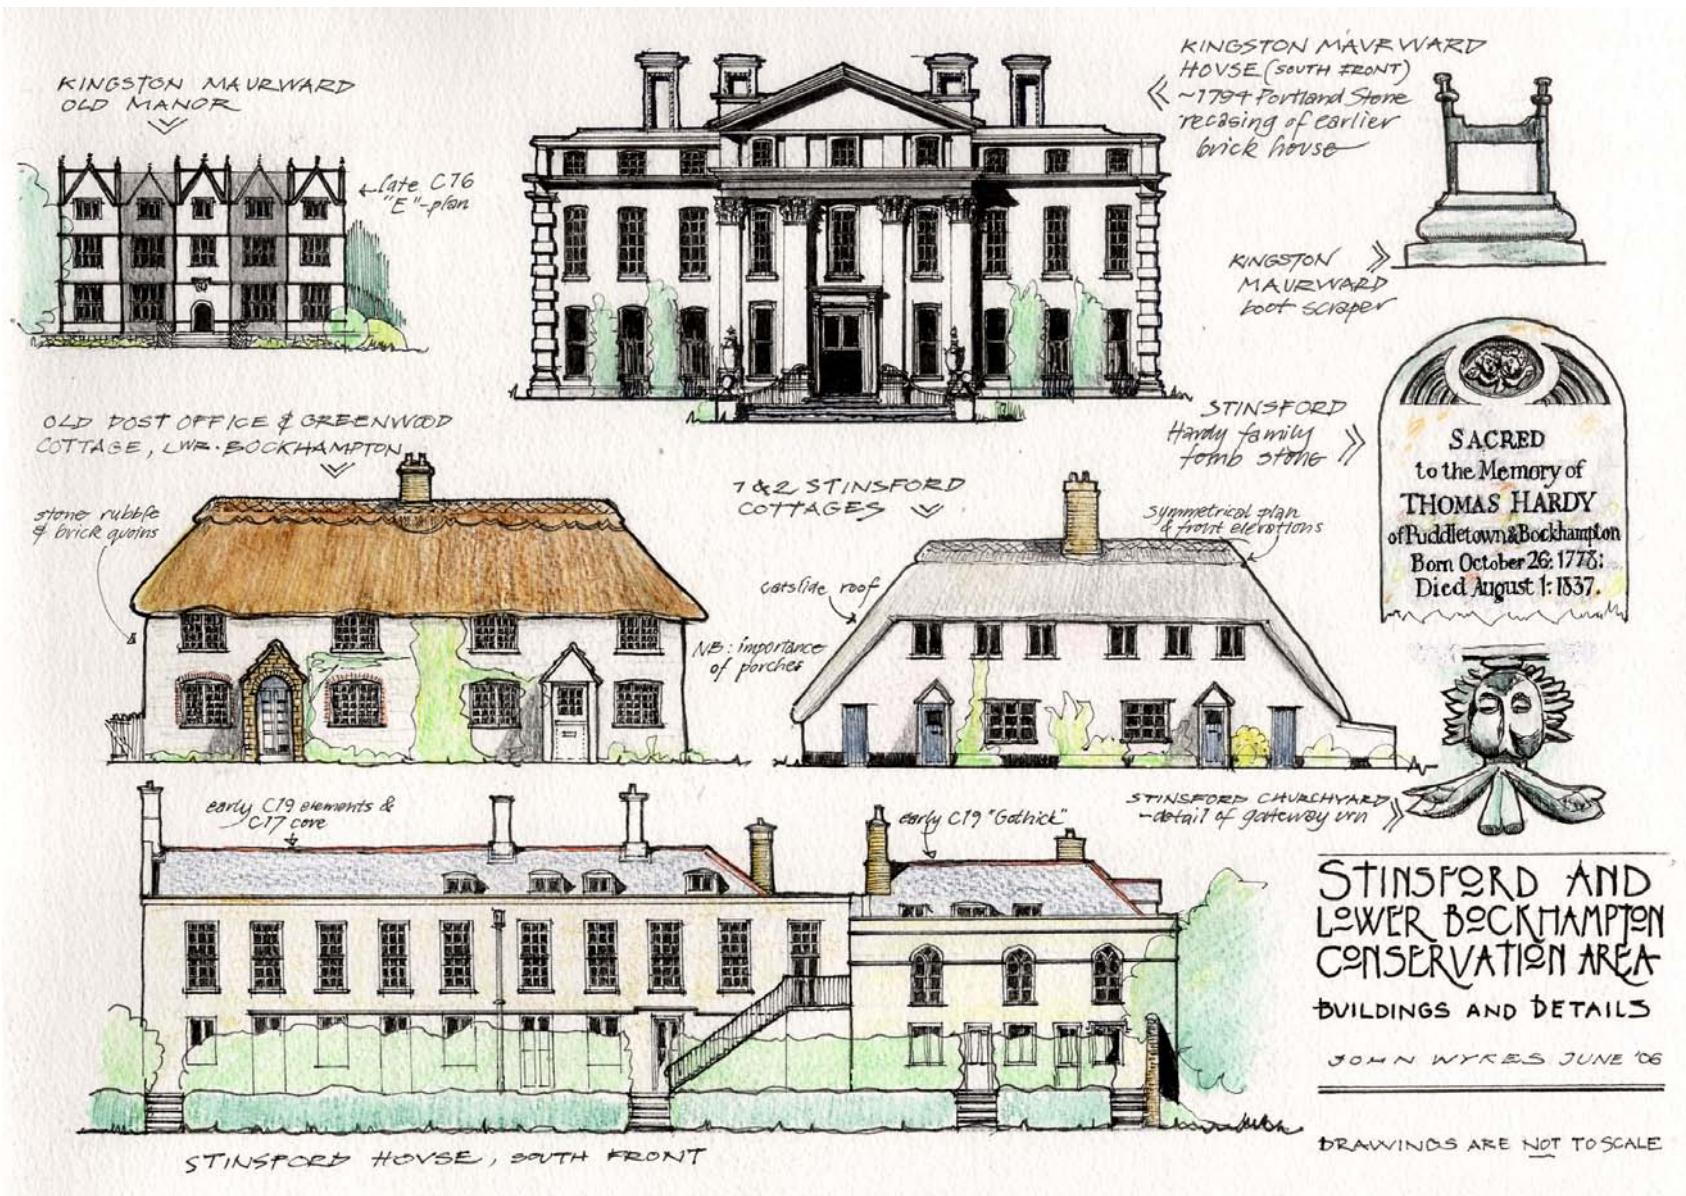 KINGSTON MAURWARD
OLD MANOR
late C16
"E"-plan
KINGSTON MAVRWARD
HOVSE (SOUTH FRONT)
~1794 Portland Stone
recasing of earlier
brick house
KINGSTON
MAURWARD
boot scraper
OLD POST OFFICE & GREENWOOD
COTTAGE, LWR. BOCKHAMPTON
stone rubble
& brick quoins
NB: importance
of porches
1 & 2 STINSFORD
COTTAGES
symmetrical plan
& front elevations
catslide roof
STINSFORD
Hardy family
tomb stone
SACRED
to the Memory of
THOMAS HARDY
of Puddletown & Bockhampton
Born October 26: 1778:
Died August 1: 1837.
STINSFORD CHURCHYARD
-detail of gateway urn
early C19 elements &
C17 core
early C19 "Gothick"
STINSFORD HOVSE, SOUTH FRONT
STINSFORD AND
LOWER BOCKHAMPTON
CONSERVATION AREA
BUILDINGS AND DETAILS
JOHN WYKES JUNE '06
DRAWINGS ARE NOT TO SCALE